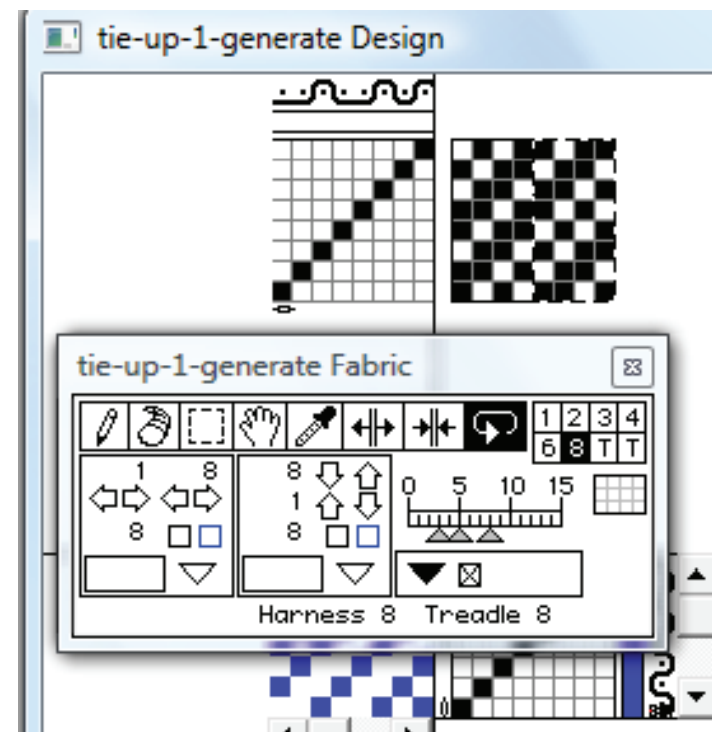 tie-up-1-generate Design
tie-up-1-generate Fabric
1 2 3 4
6 8 T T
1 8 8 0 5 10 15
1
8 8
Harness 8 Treadle 8